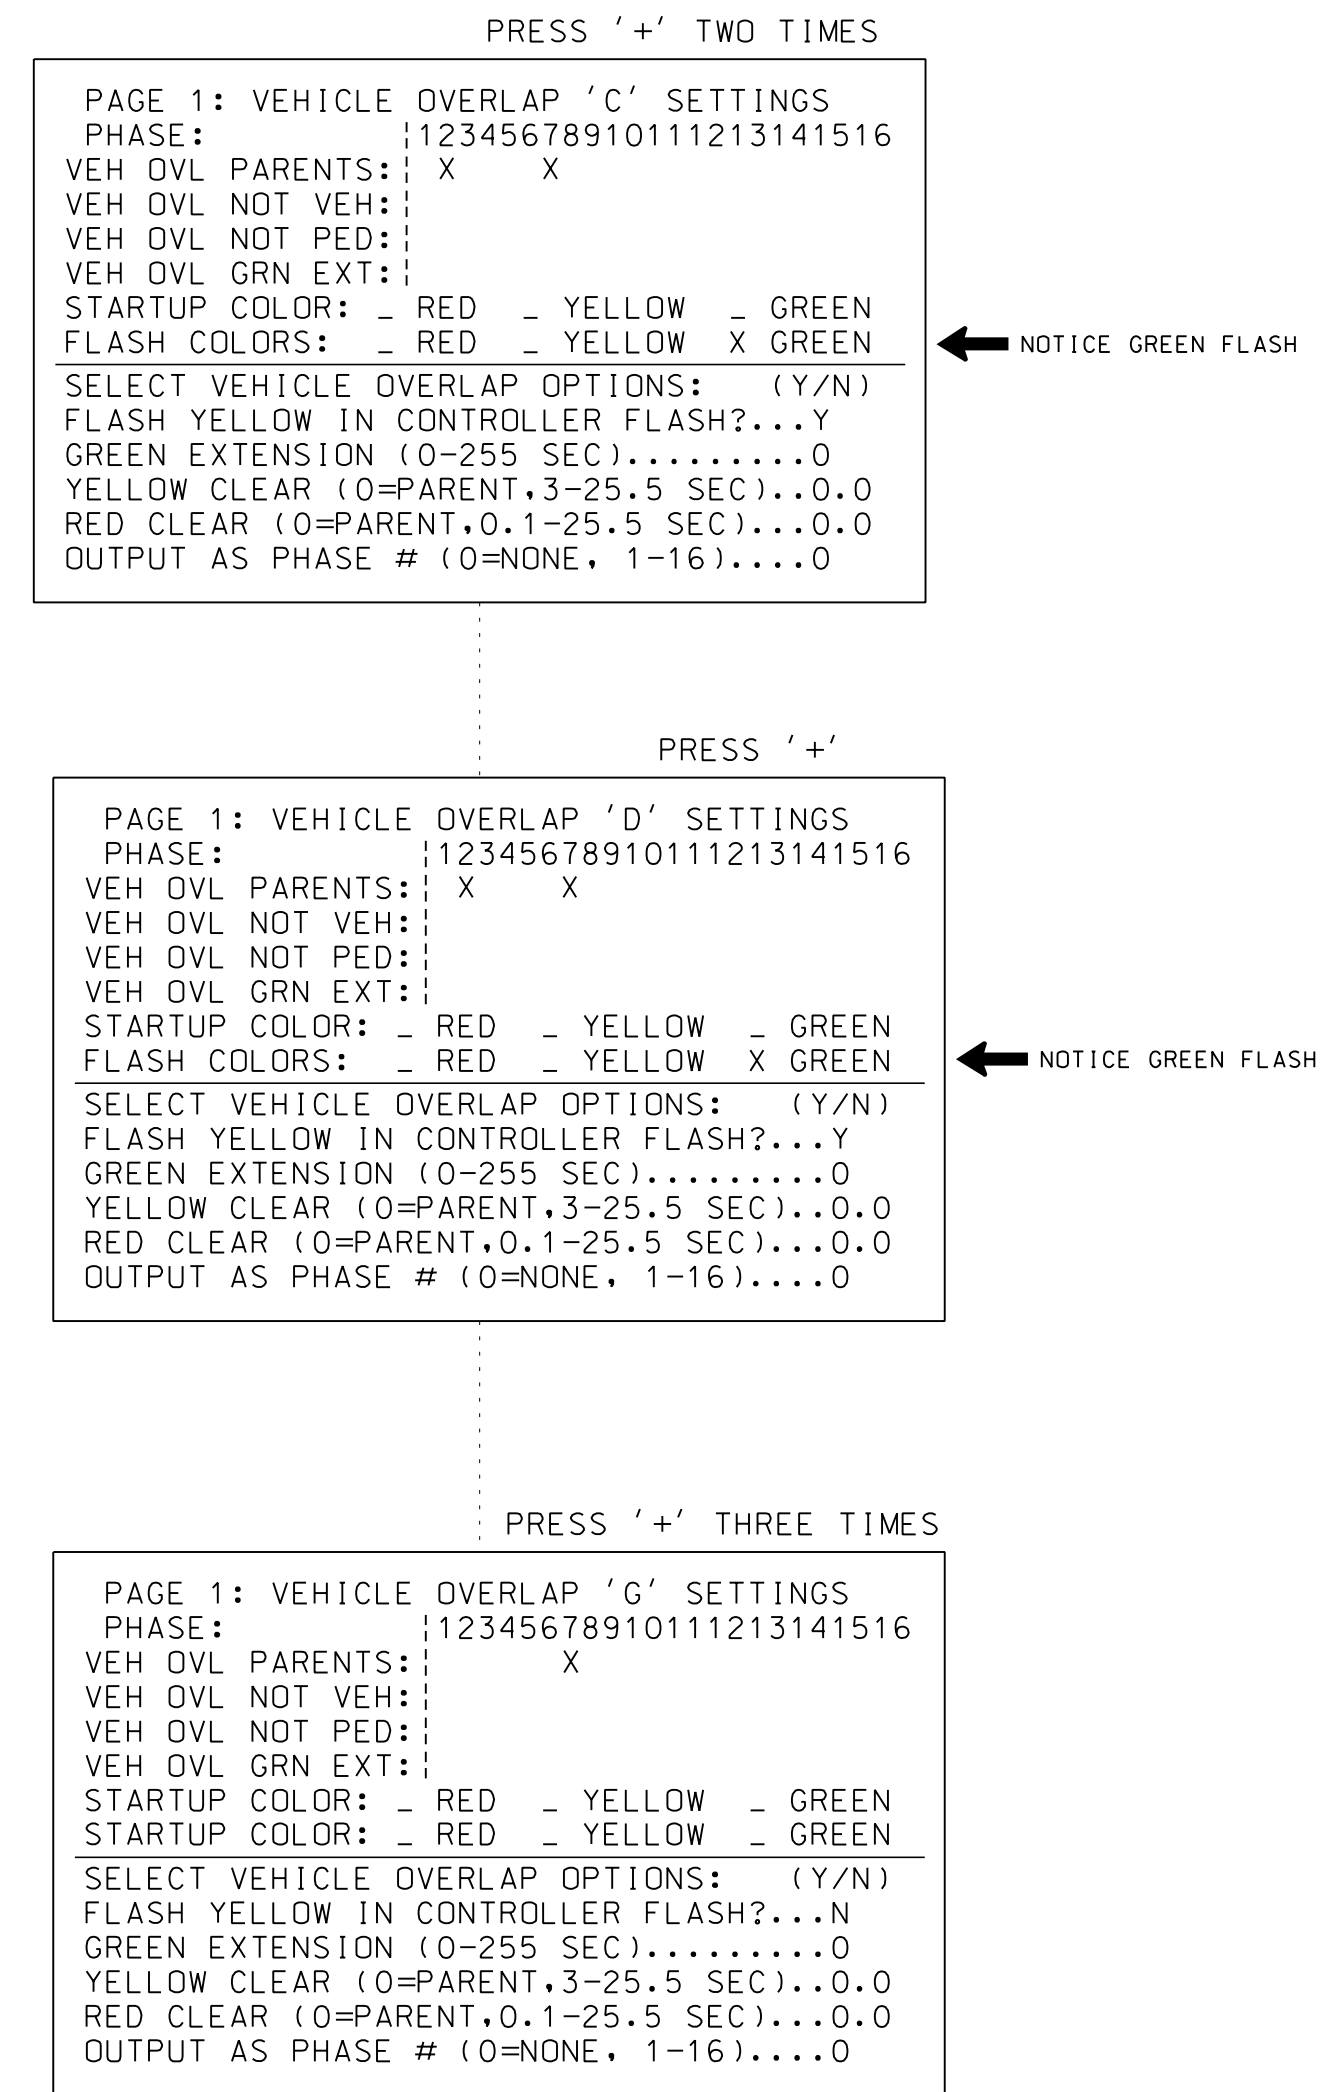 PRESS '+' TWO TIMES
PAGE 1: VEHICLE OVERLAP 'C' SETTINGS
PHASE: |12345678910111213141516
VEH OVL PARENTS:| X    X
VEH OVL NOT VEH:|
VEH OVL NOT PED:|
VEH OVL GRN EXT:|
STARTUP COLOR: _ RED _ YELLOW _ GREEN
FLASH COLORS: _ RED _ YELLOW X GREEN
NOTICE GREEN FLASH
SELECT VEHICLE OVERLAP OPTIONS: (Y/N)
FLASH YELLOW IN CONTROLLER FLASH?...Y
GREEN EXTENSION (0-255 SEC).........0
YELLOW CLEAR (0=PARENT,3-25.5 SEC)..0.0
RED CLEAR (0=PARENT,0.1-25.5 SEC)...0.0
OUTPUT AS PHASE # (0=NONE, 1-16)....0
PRESS '+'
PAGE 1: VEHICLE OVERLAP 'D' SETTINGS
PHASE: |12345678910111213141516
VEH OVL PARENTS:| X    X
VEH OVL NOT VEH:|
VEH OVL NOT PED:|
VEH OVL GRN EXT:|
STARTUP COLOR: _ RED _ YELLOW _ GREEN
FLASH COLORS: _ RED _ YELLOW X GREEN
NOTICE GREEN FLASH
SELECT VEHICLE OVERLAP OPTIONS: (Y/N)
FLASH YELLOW IN CONTROLLER FLASH?...Y
GREEN EXTENSION (0-255 SEC).........0
YELLOW CLEAR (0=PARENT,3-25.5 SEC)..0.0
RED CLEAR (0=PARENT,0.1-25.5 SEC)...0.0
OUTPUT AS PHASE # (0=NONE, 1-16)....0
PRESS '+' THREE TIMES
PAGE 1: VEHICLE OVERLAP 'G' SETTINGS
PHASE: |12345678910111213141516
VEH OVL PARENTS:|      X
VEH OVL NOT VEH:|
VEH OVL NOT PED:|
VEH OVL GRN EXT:|
STARTUP COLOR: _ RED _ YELLOW _ GREEN
STARTUP COLOR: _ RED _ YELLOW _ GREEN
SELECT VEHICLE OVERLAP OPTIONS: (Y/N)
FLASH YELLOW IN CONTROLLER FLASH?...N
GREEN EXTENSION (0-255 SEC).........0
YELLOW CLEAR (0=PARENT,3-25.5 SEC)..0.0
RED CLEAR (0=PARENT,0.1-25.5 SEC)...0.0
OUTPUT AS PHASE # (0=NONE, 1-16)....0